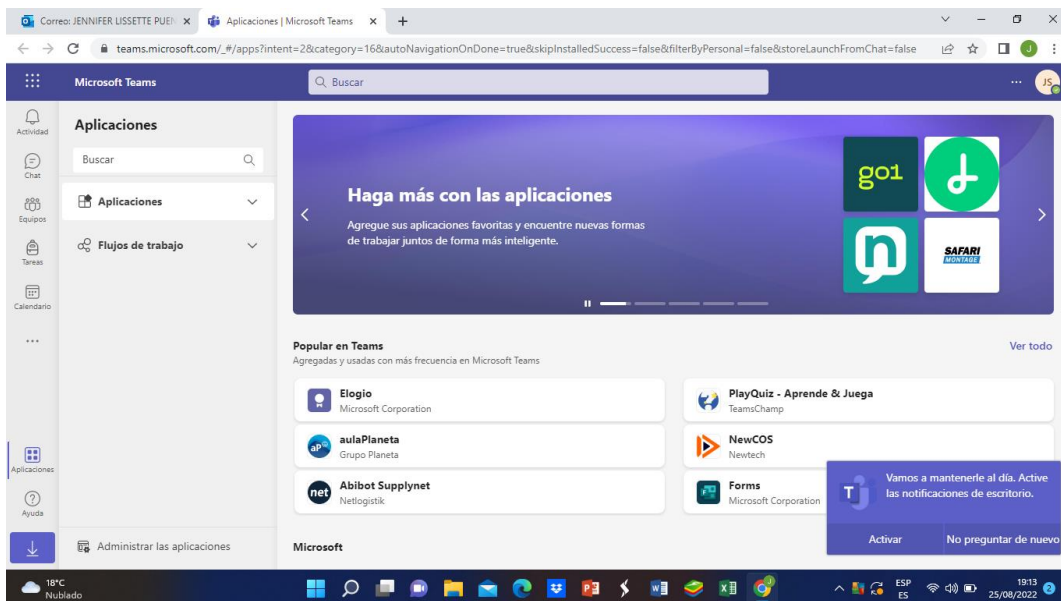 Correo: JENNIFER LISSETTE PUEN
Aplicaciones | Microsoft Teams
teams.microsoft.com/_#/apps?intent=2&category=16&autoNavigationOnDone=true&skipInstalledSuccess=false&filterByPersonal=false&storeLaunchFromChat=false
J
Microsoft Teams
Buscar
JS
Actividad
Chat
Equipos
Tareas
Calendario
Aplicaciones
Ayuda
Aplicaciones
Buscar
Aplicaciones
Flujos de trabajo
Administrar las aplicaciones
Haga más con las aplicaciones
Agregue sus aplicaciones favoritas y encuentre nuevas formas
de trabajar juntos de forma más inteligente.
go1
n
SAFARI
MONTAGE
Popular en Teams
Ver todo
Agregadas y usadas con más frecuencia en Microsoft Teams
Elogio
Microsoft Corporation
PlayQuiz - Aprende & Juega
TeamsChamp
aP
aulaPlaneta
Grupo Planeta
NewCOS
Newtech
net
Abibot Supplynet
Netlogistik
Forms
Microsoft Corporation
Microsoft
T
Vamos a mantenerle al día. Active
las notificaciones de escritorio.
Activar
No preguntar de nuevo
18°C
Nublado
ESP
ES
19:13
25/08/2022
2